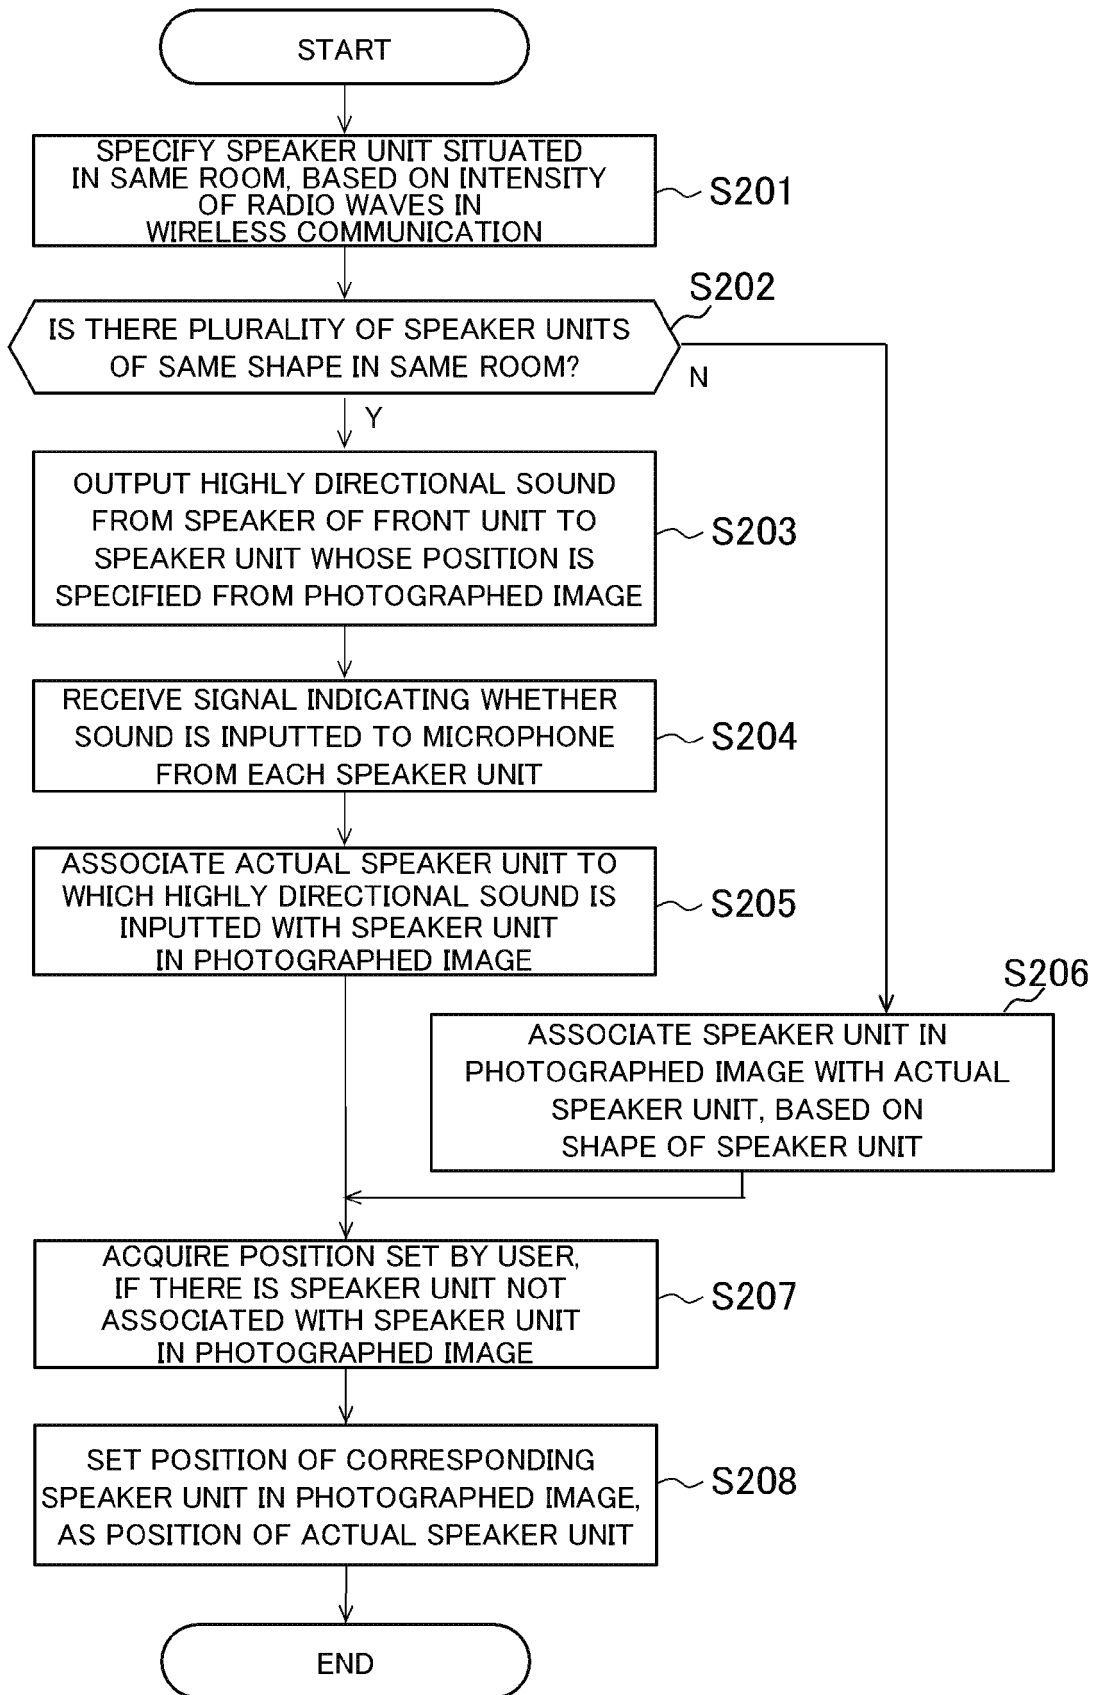 START
SPECIFY SPEAKER UNIT SITUATED
IN SAME ROOM, BASED ON INTENSITY
OF RADIO WAVES IN
WIRELESS COMMUNICATION
S201
S202
IS THERE PLURALITY OF SPEAKER UNITS
OF SAME SHAPE IN SAME ROOM?
N
Y
OUTPUT HIGHLY DIRECTIONAL SOUND
FROM SPEAKER OF FRONT UNIT TO
SPEAKER UNIT WHOSE POSITION IS
SPECIFIED FROM PHOTOGRAPHED IMAGE
S203
RECEIVE SIGNAL INDICATING WHETHER
SOUND IS INPUTTED TO MICROPHONE
FROM EACH SPEAKER UNIT
S204
ASSOCIATE ACTUAL SPEAKER UNIT TO
WHICH HIGHLY DIRECTIONAL SOUND IS
INPUTTED WITH SPEAKER UNIT
IN PHOTOGRAPHED IMAGE
S205
S206
ASSOCIATE SPEAKER UNIT IN
PHOTOGRAPHED IMAGE WITH ACTUAL
SPEAKER UNIT, BASED ON
SHAPE OF SPEAKER UNIT
ACQUIRE POSITION SET BY USER,
IF THERE IS SPEAKER UNIT NOT
ASSOCIATED WITH SPEAKER UNIT
IN PHOTOGRAPHED IMAGE
S207
SET POSITION OF CORRESPONDING
SPEAKER UNIT IN PHOTOGRAPHED IMAGE,
AS POSITION OF ACTUAL SPEAKER UNIT
S208
END